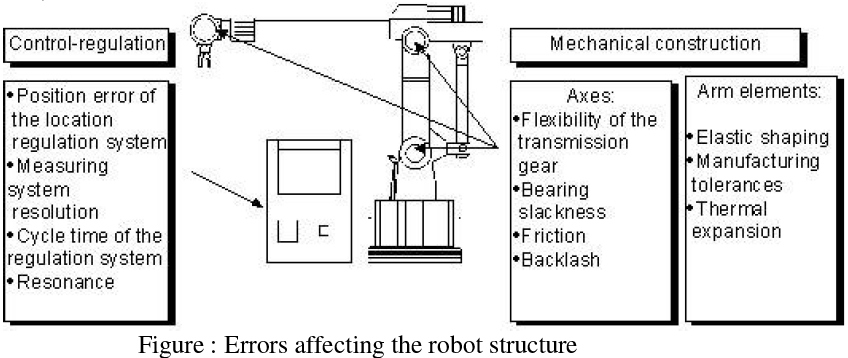 Control-regulation
•Position error of
the location
regulation system
•Measuring
system
resolution
•Cycle time of the
regulation system
•Resonance
Mechanical construction
Axes:
•Flexibility of the
transmission
gear
•Bearing
slackness
•Friction
•Backlash
Arm elements:
•Elastic shaping
•Manufacturing
tolerances
•Thermal
expansion
Figure : Errors affecting the robot structure